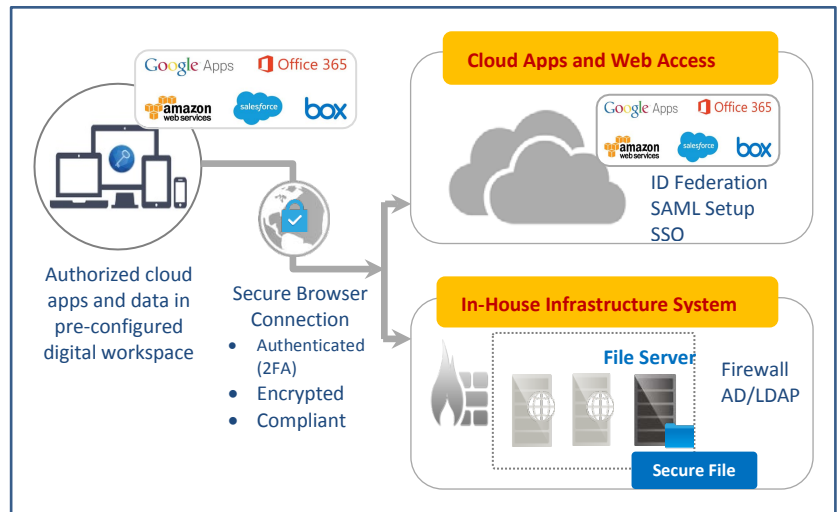 Google Apps
Office 365
amazon
web services
salesforce
box
Authorized cloud
apps and data in
pre-configured
digital workspace
Secure Browser
Connection
• Authenticated
(2FA)
• Encrypted
• Compliant
Cloud Apps and Web Access
Google Apps
Office 365
amazon
web services
salesforce
box
ID Federation
SAML Setup
SSO
In-House Infrastructure System
File Server
Firewall
AD/LDAP
Secure File